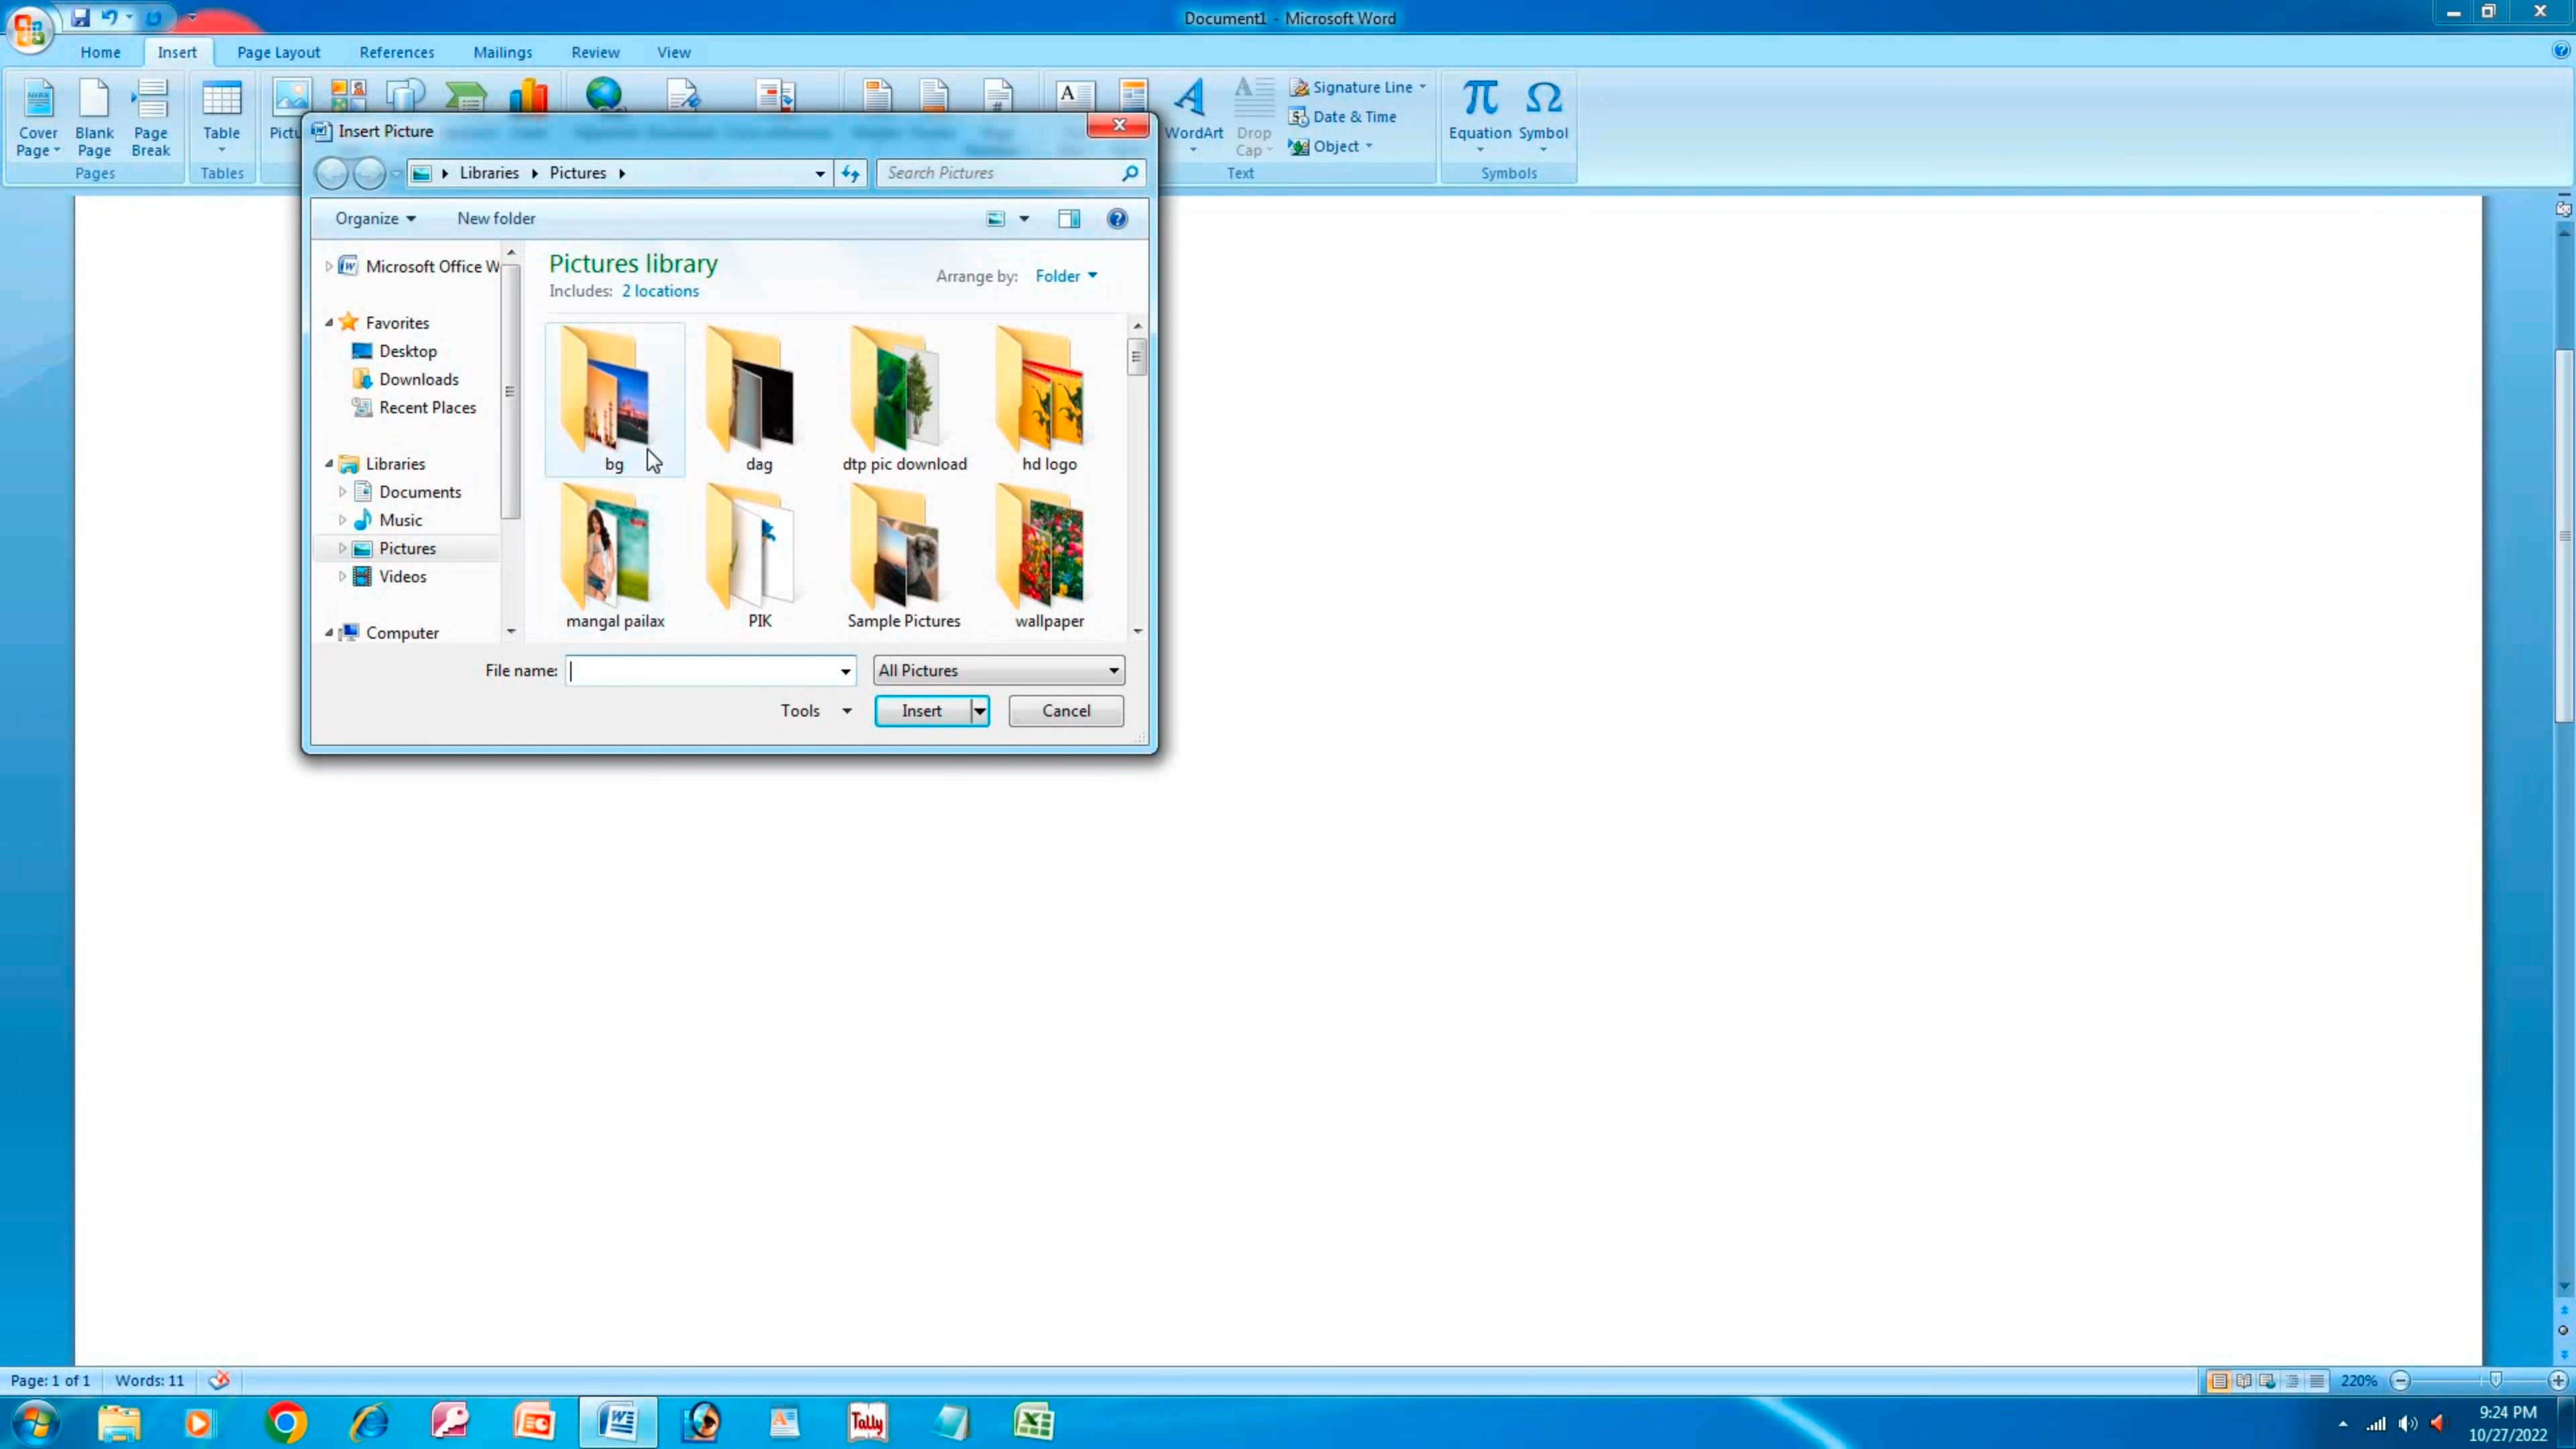 Document1 - Microsoft Word
Home Insert Page Layout References Mailings Review View
Cover Page
Blank Page
Page Break
Table
WordArt
Drop Cap
Signature Line
Date & Time
Object
Equation
Symbol
Pages Tables Text Symbols
Insert Picture
Libraries Pictures
Search Pictures
Organize New folder
Microsoft Office W
Favorites
Desktop
Downloads
Recent Places
Libraries
Documents
Music
Pictures
Videos
Computer
Pictures library
Includes: 2 locations
Arrange by: Folder
bg dag dtp pic download hd logo
mangal pailax PIK Sample Pictures wallpaper
File name:
All Pictures
Tools Insert Cancel
Page: 1 of 1 Words: 11
220%
Tally
9:24 PM
10/27/2022